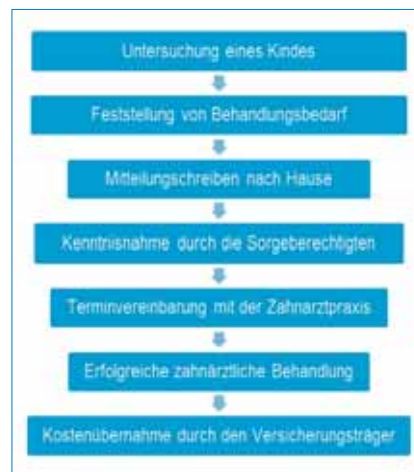 Untersuchung eines Kindes
Feststellung von Behandlungsbedarf
Mitteilungschreiben nach Hause
Kenntnisnahme durch die Sorgeberechtigten
Terminvereinbarung mit der Zahnarztpraxis
Erfolgreiche zahnärztliche Behandlung
Kostenübernahme durch den Versicherungsträger